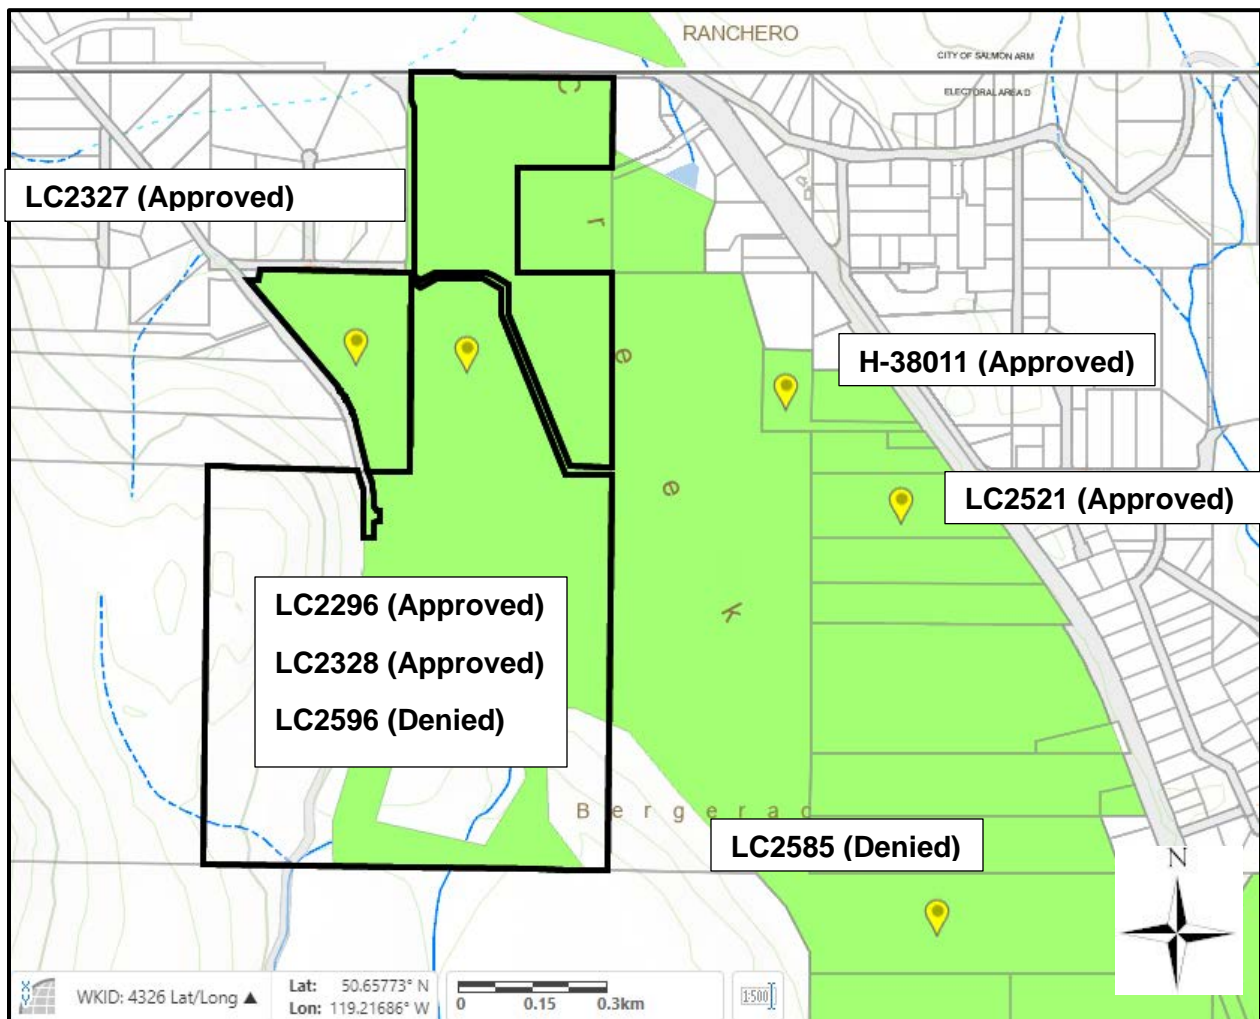 RANCHERO
CITY OF SALMON ARM
ELECTORAL AREA D
LC2327 (Approved)
H-38011 (Approved)
LC2521 (Approved)
LC2296 (Approved)
LC2328 (Approved)
LC2596 (Denied)
C r e e k
Bergerac
LC2585 (Denied)
N
X Y
WKID: 4326 Lat/Long ▲
Lat: 50.65773° N
Lon: 119.21686° W
0 0.15 0.3km
1:500